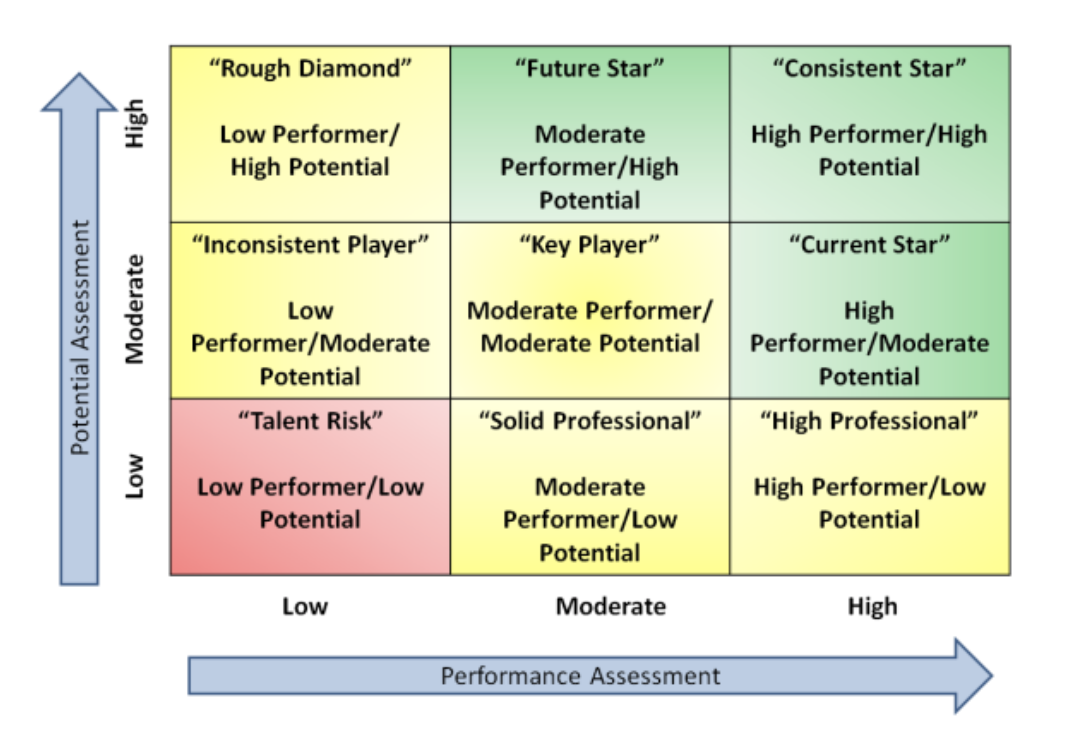 “Rough Diamond”
Low Performer/
High Potential
“Future Star”
Moderate
Performer/High
Potential
“Consistent Star”
High Performer/High
Potential
“Inconsistent Player”
Low
Performer/Moderate
Potential
“Key Player”
Moderate Performer/
Moderate Potential
“Current Star”
High
Performer/Moderate
Potential
“Talent Risk”
Low Performer/Low
Potential
“Solid Professional”
Moderate
Performer/Low
Potential
“High Professional”
High Performer/Low
Potential
High
Moderate
Low
Potential Assessment
Low
Moderate
High
Performance Assessment